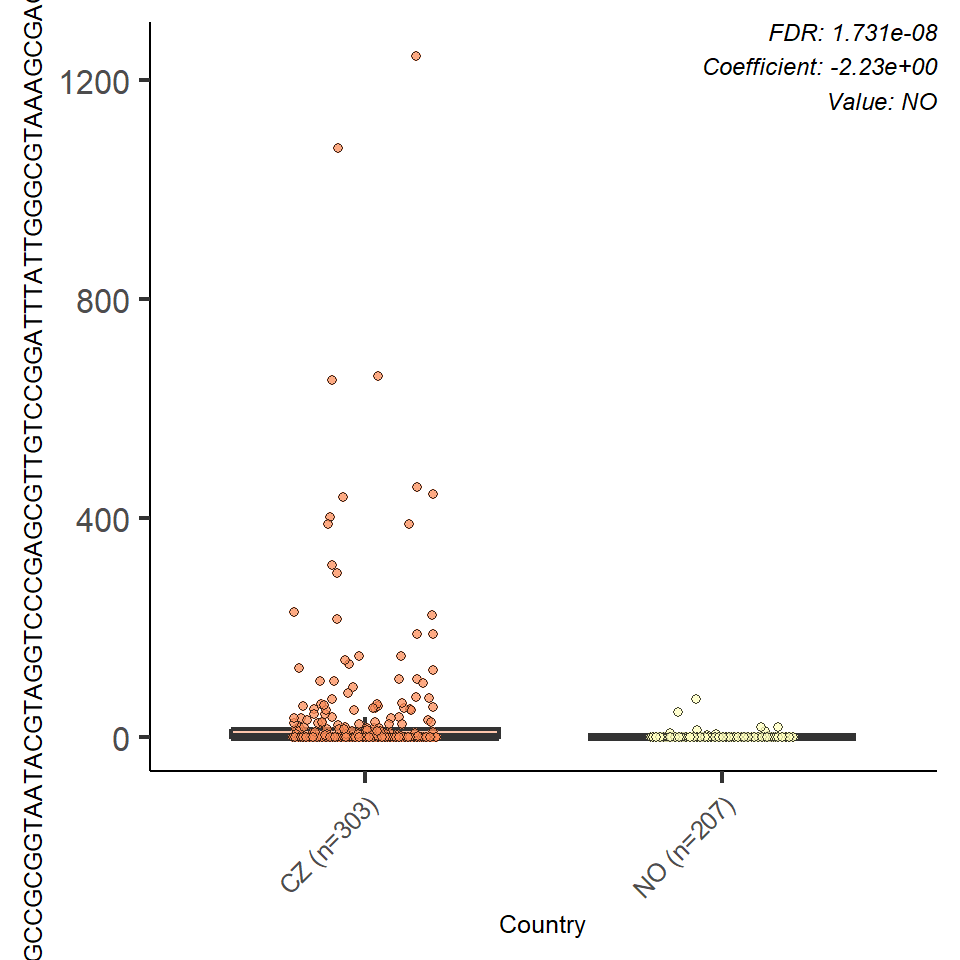 FDR: 1.731e-08
Coefficient: -2.23e+00
Value: NO
GCCGCGGTAATACGTAGGTCCCGAGCGTTGTCCGGATTTATTGGGCGTAAAGCGAG
1200
800
400
0
CZ (n=303)
NO (n=207)
Country